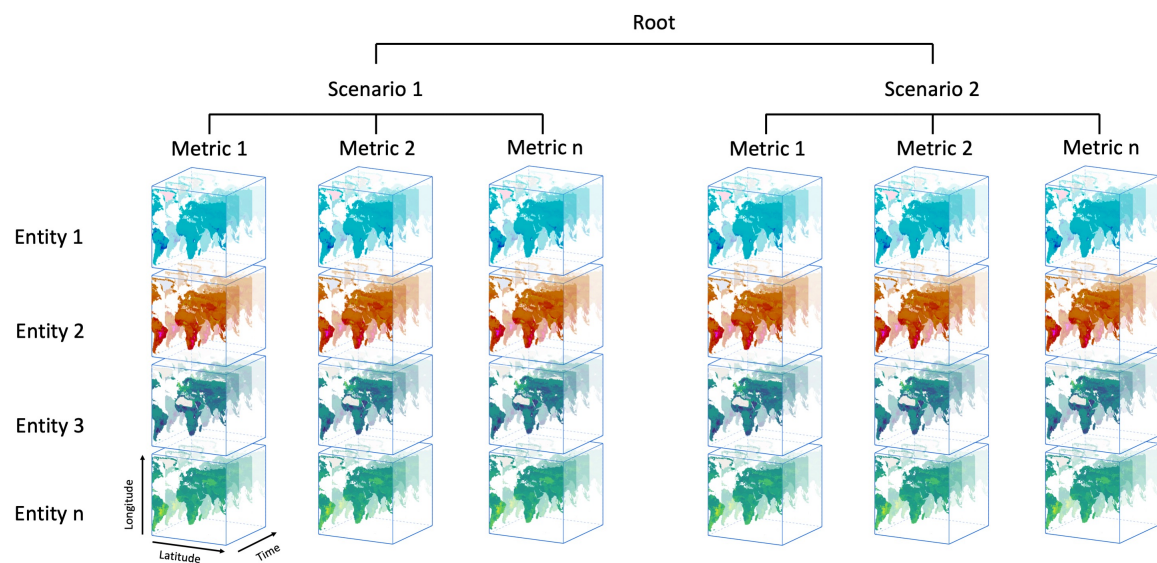 Root
Scenario 1
Scenario 2
Metric 1
Metric 2
Metric n
Metric 1
Metric 2
Metric n
Entity 1
Entity 2
Entity 3
Entity n
Longitude
Latitude
Time